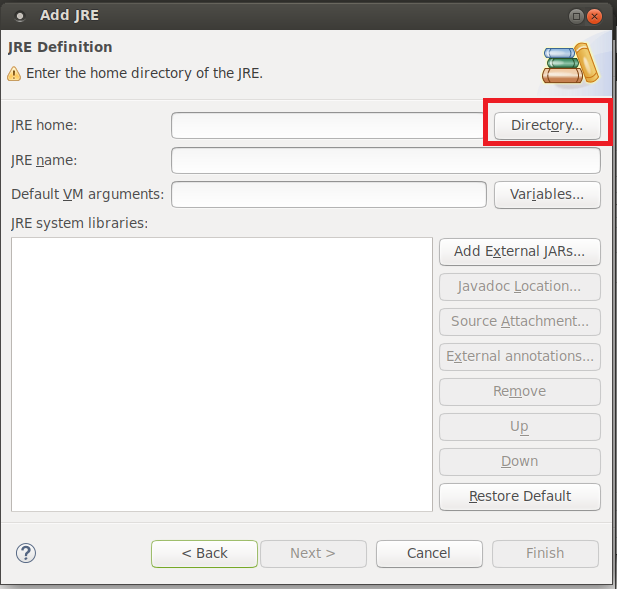 Add JRE
JRE Definition
Enter the home directory of the JRE.
JRE home:
Directory...
JRE name:
Default VM arguments:
Variables...
JRE system libraries:
Add External JARs...
Javadoc Location...
Source Attachment...
External annotations...
Remove
Up
Down
Restore Default
?
< Back
Next >
Cancel
Finish